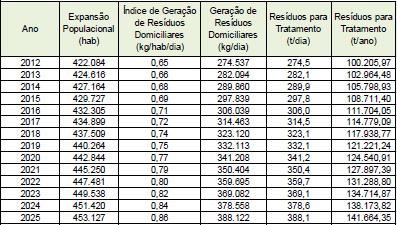 Ano Expansão Populacional (hab) Índice de Geração de Resíduos Domiciliares (kg/hab/dia) Geração de Resíduos Domiciliares (kg/dia) Resíduos para Tratamento (t/dia) Resíduos para Tratamento (t/ano)
2012 422.084 0,65 274.537 274,5 100.205,97
2013 424.616 0,66 282.094 282,1 102.964,48
2014 427.164 0,68 289.860 289,9 105.798,93
2015 429.727 0,69 297.839 297,8 108.711,40
2016 432.305 0,71 306.039 306,0 111.704,05
2017 434.899 0,72 314.463 314,5 114.779,09
2018 437.509 0,74 323.120 323,1 117.938,77
2019 440.264 0,75 332.113 332,1 121.221,24
2020 442.844 0,77 341.208 341,2 124.540,91
2021 445.250 0,79 350.404 350,4 127.897,39
2022 447.481 0,80 359.695 359,7 131.288,80
2023 449.538 0,82 369.082 369,1 134.714,87
2024 451.420 0,84 378.558 378,6 138.173,82
2025 453.127 0,86 388.122 388,1 141.664,35